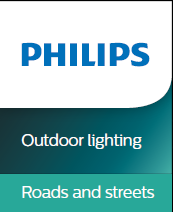 PHILIPS
Outdoor lighting
Roads and streets